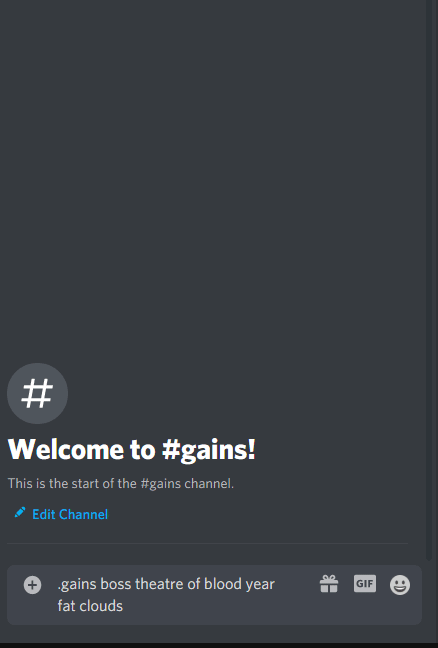 #
Welcome to #gains!
This is the start of the #gains channel.
Edit Channel
.gains boss theatre of blood year
GIF
fat clouds